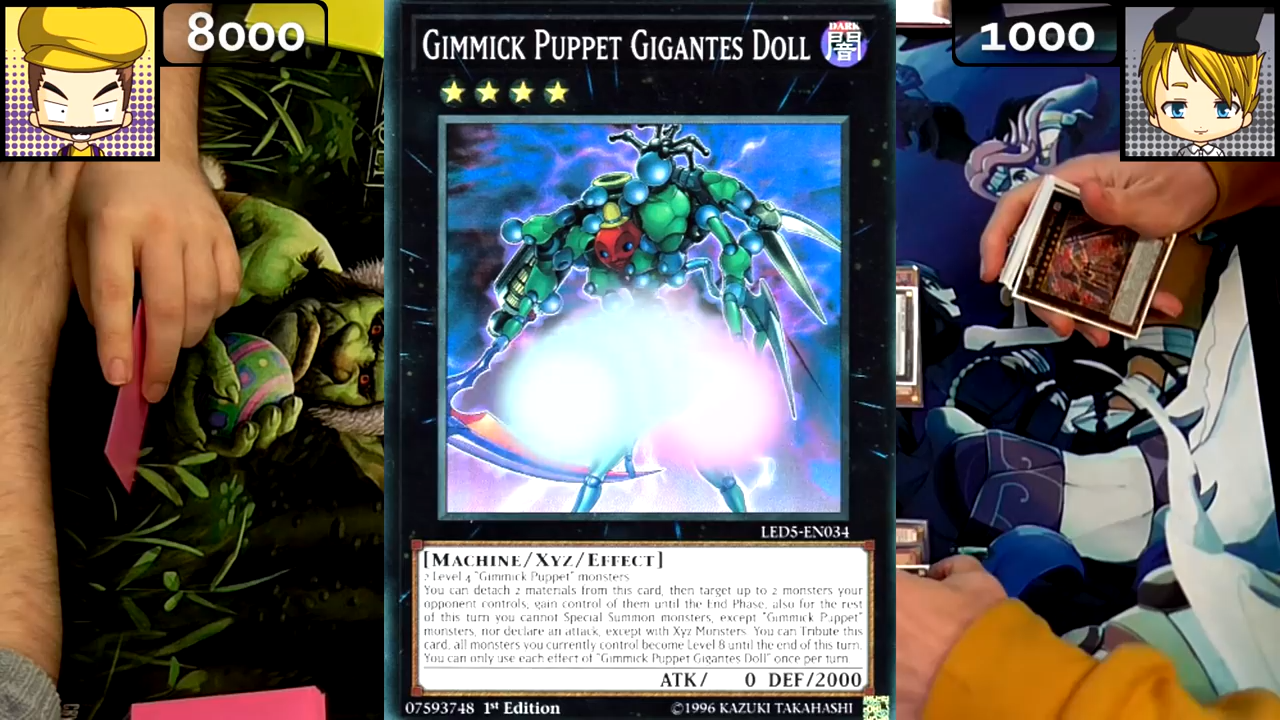 8000
1000
GIMMICK PUPPET GIGANTES DOLL
DARK
闇
LED5-EN034
[MACHINE/XYZ/EFFECT]
2 Level 4 "Gimmick Puppet" monsters
You can detach 2 materials from this card, then target up to 2 monsters your
opponent controls; gain control of them until the End Phase, also for the rest
of this turn you cannot Special Summon monsters, except "Gimmick Puppet"
monsters, nor declare an attack, except with Xyz Monsters. You can Tribute this
card; all monsters you currently control become Level 8 until the end of this turn.
You can only use each effect of "Gimmick Puppet Gigantes Doll" once per turn.
ATK/ 0 DEF/2000
07593748 1st Edition ©1996 KAZUKI TAKAHASHI